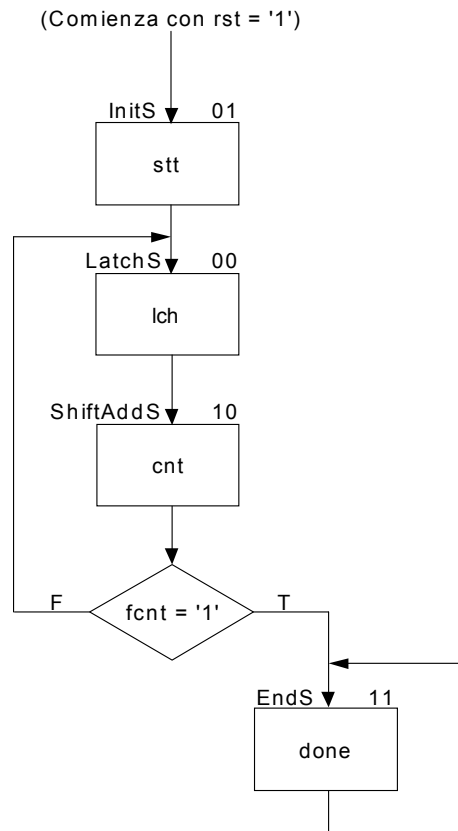 (Comienza con rst = '1')
InitS 01
stt
LatchS 00
lch
ShiftAddS 10
cnt
F
fcnt = '1'
T
EndS 11
done